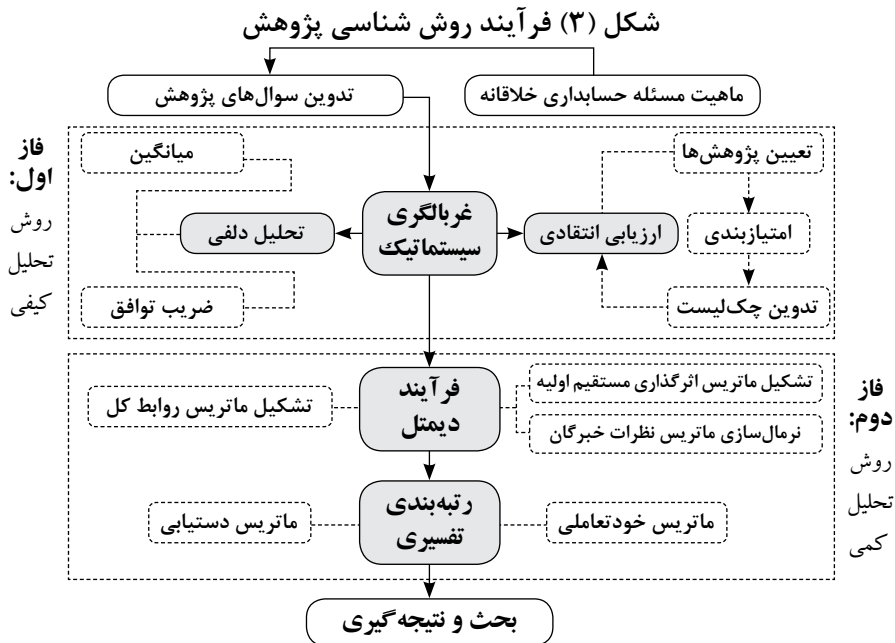 شکل (۳) فرآیند روش شناسی پژوهش
ماهیت مسئله حسابداری خلاقانه
تدوین سوال‌های پژوهش
فاز
اول:
روش
تحلیل
کیفی
تعیین پژوهش‌ها
میانگین
غربالگری
سیستماتیک
امتیازبندی
ارزیابی انتقادی
تحلیل دلفی
تدوین چک‌لیست
ضریب توافق
فاز
دوم:
روش
تحلیل
کمی
تشکیل ماتریس اثرگذاری مستقیم اولیه
نرمال‌سازی ماتریس نظرات خبرگان
فرآیند
دیمتل
تشکیل ماتریس روابط کل
ماتریس خودتعاملی
رتبه‌بندی
تفسیری
ماتریس دستیابی
بحث و نتیجه‌گیری